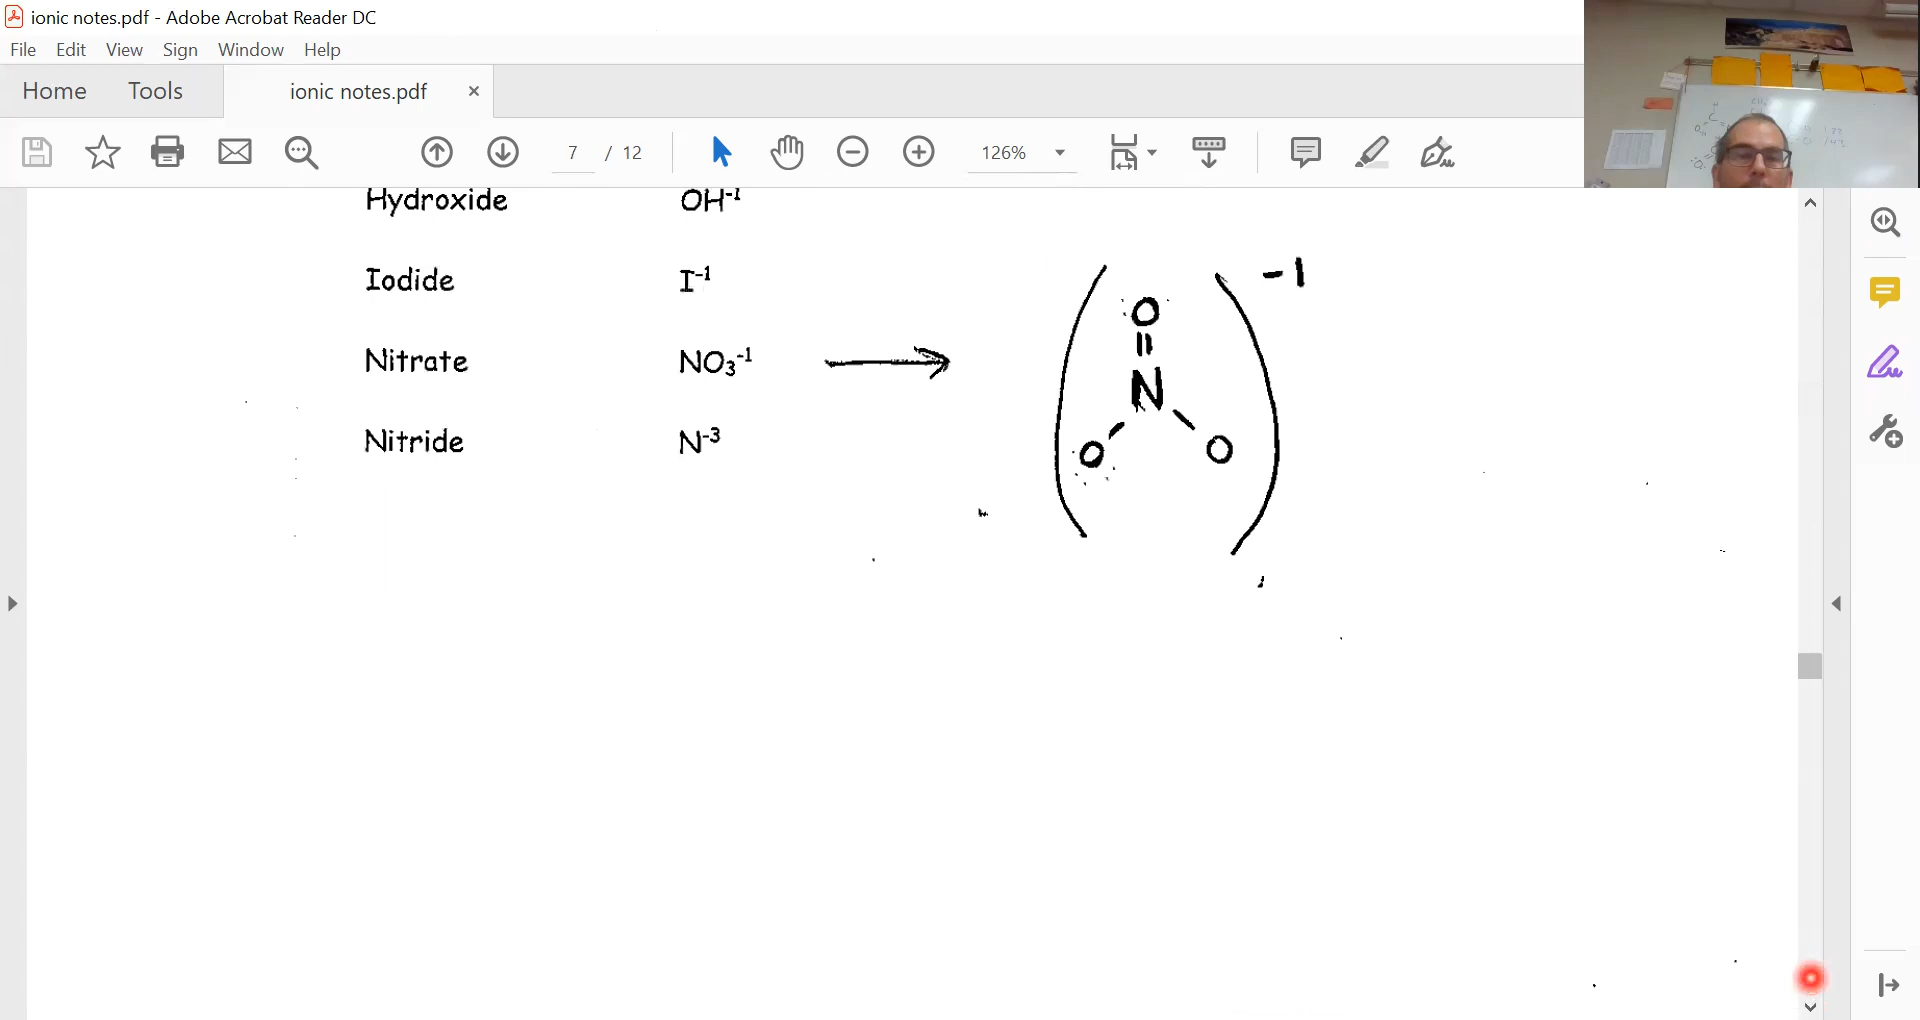 ionic notes.pdf - Adobe Acrobat Reader DC
File Edit View Sign Window Help
Home Tools ionic notes.pdf ×
7 / 12 126%
Hydroxide OH⁻¹
Iodide I⁻¹
Nitrate NO₃⁻¹
Nitride N⁻³
-1
O
N
O O